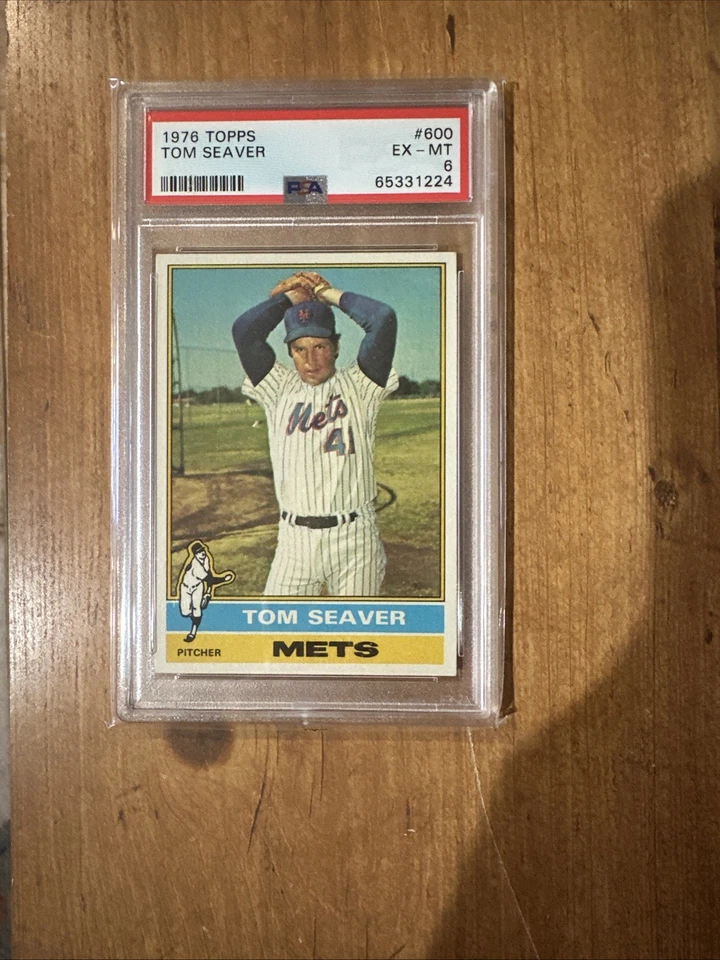 1976 TOPPS #600
TOM SEAVER EX - MT
6
PSA 65331224
Mets
41
TOM SEAVER
PITCHER METS